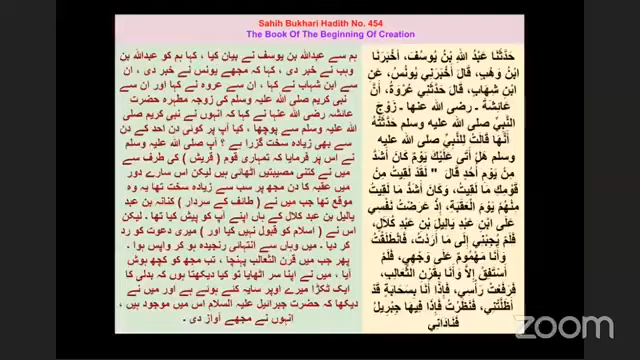 Sahih Bukhari Hadith No. 454
The Book Of The Beginning Of Creation
حَدَّثَنَا عَبْدُ اللَّهِ بْنُ يُوسُفَ، أَخْبَرَنَا
ابْنُ وَهْبٍ، قَالَ أَخْبَرَنِي يُونُسُ، عَنِ
ابْنِ شِهَابٍ، قَالَ حَدَّثَنِي عُرْوَةُ، أَنَّ
عَائِشَةَ ـ رضى الله عنها ـ زَوْجَ
النَّبِيِّ صلى الله عليه وسلم حَدَّثَتْهُ
أَنَّهَا قَالَتْ لِلنَّبِيِّ صلى الله عليه
وسلم هَلْ أَتَى عَلَيْكَ يَوْمٌ كَانَ أَشَدَّ
مِنْ يَوْمِ أُحُدٍ قَالَ ‏"‏ لَقَدْ لَقِيتُ مِنْ
قَوْمِكِ مَا لَقِيتُ، وَكَانَ أَشَدُّ مَا لَقِيتُ
مِنْهُمْ يَوْمَ الْعَقَبَةِ، إِذْ عَرَضْتُ نَفْسِي
عَلَى ابْنِ عَبْدِ يَالِيلَ بْنِ عَبْدِ كُلاَلٍ،
فَلَمْ يُجِبْنِي إِلَى مَا أَرَدْتُ، فَانْطَلَقْتُ
وَأَنَا مَهْمُومٌ عَلَى وَجْهِي، فَلَمْ
أَسْتَفِقْ إِلاَّ وَأَنَا بِقَرْنِ الثَّعَالِبِ،
فَرَفَعْتُ رَأْسِي، فَإِذَا أَنَا بِسَحَابَةٍ قَدْ
أَظَلَّتْنِي، فَنَظَرْتُ فَإِذَا فِيهَا جِبْرِيلُ
فَنَادَانِي
ہم سے عبداللہ بن یوسف نے بیان کیا ، کہا ہم کو عبداللہ بن
وہب نے خبر دی ، کہا کہ مجھے یونس نے خبر دی ، ان
سے ابن شہاب نے کہا ، ان سے عروہ نے کہا اور ان سے
نبی کریم صلی اللہ علیہ وسلم کی زوجہ مطہرہ حضرت
عائشہ رضی اللہ عنہا نے کہا کہ انہوں نے نبی کریم صلی
اللہ علیہ وسلم سے پوچھا ، کیا آپ پر کوئی دن احد کے دن
سے بھی زیادہ سخت گزرا ہے ؟ آپ صلی اللہ علیہ وسلم
نے اس پر فرمایا کہ تمہاری قوم ( قریش ) کی طرف سے
میں نے کتنی مصیبتیں اٹھائی ہیں لیکن اس سارے دور
میں عقبہ کا دن مجھ پر سب سے زیادہ سخت تھا یہ وہ
موقع تھا جب میں نے ( طائف کے سردار ) کنانہ بن عبد
یالیل بن عبد کلال کے ہاں اپنے آپ کو پیش کیا تھا ۔ لیکن
اس نے ( اسلام کو قبول نہیں کیا اور ) میری دعوت کو رد
کر دیا ۔ میں وہاں سے انتہائی رنجیدہ ہو کر واپس ہوا ۔
پھر جب میں قرن الثعالب پہنچا ، تب مجھ کو کچھ ہوش
آیا ، میں نے اپنا سر اٹھایا تو کیا دیکھتا ہوں کہ بدلی کا
ایک ٹکڑا میرے اوپر سایہ کئے ہوئے ہے اور میں نے
دیکھا کہ حضرت جبرائیل علیہ السلام اس میں موجود ہیں ،
انہوں نے مجھے آواز دی ۔
zoom